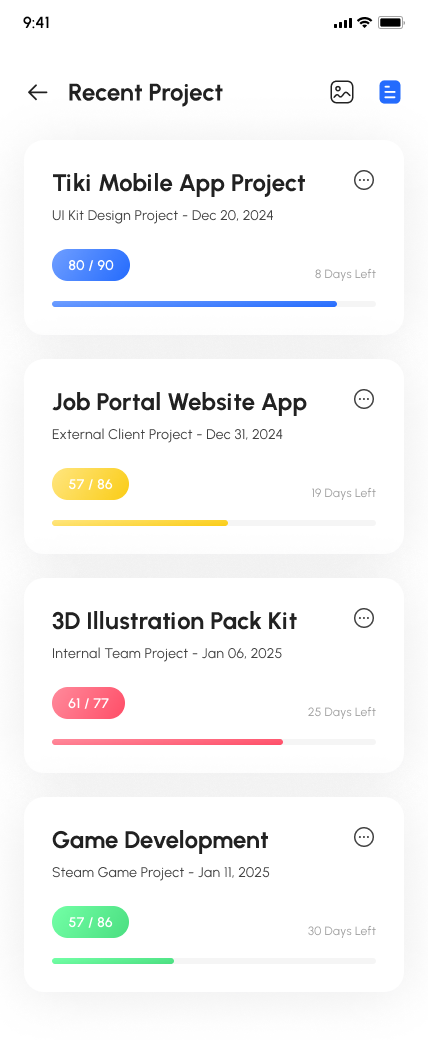 9:41
Recent Project
Tiki Mobile App Project
UI Kit Design Project - Dec 20, 2024
80 / 90
8 Days Left
Job Portal Website App
External Client Project - Dec 31, 2024
57 / 86
19 Days Left
3D Illustration Pack Kit
Internal Team Project - Jan 06, 2025
61 / 77
25 Days Left
Game Development
Steam Game Project - Jan 11, 2025
57 / 86
30 Days Left